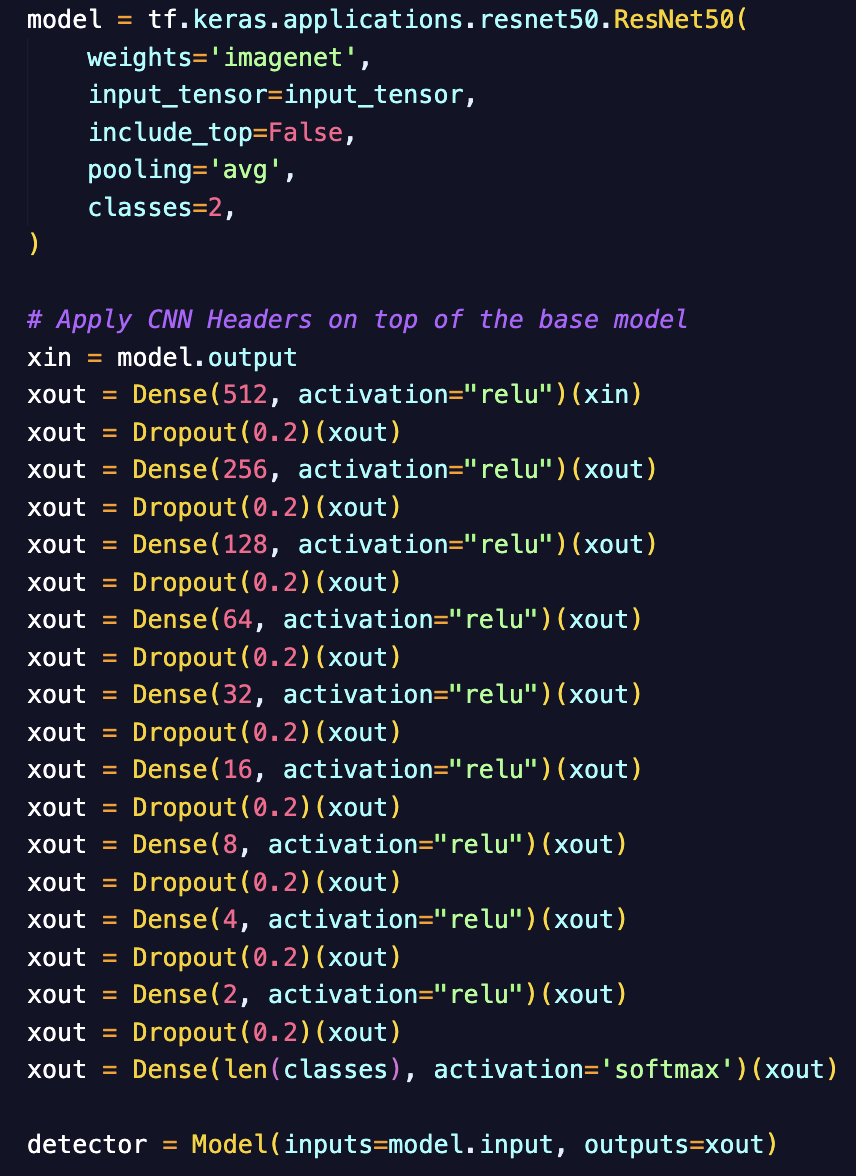 model = tf.keras.applications.resnet50.ResNet50(
    weights='imagenet',
    input_tensor=input_tensor,
    include_top=False,
    pooling='avg',
    classes=2,
)

# Apply CNN Headers on top of the base model
xin = model.output
xout = Dense(512, activation="relu")(xin)
xout = Dropout(0.2)(xout)
xout = Dense(256, activation="relu")(xout)
xout = Dropout(0.2)(xout)
xout = Dense(128, activation="relu")(xout)
xout = Dropout(0.2)(xout)
xout = Dense(64, activation="relu")(xout)
xout = Dropout(0.2)(xout)
xout = Dense(32, activation="relu")(xout)
xout = Dropout(0.2)(xout)
xout = Dense(16, activation="relu")(xout)
xout = Dropout(0.2)(xout)
xout = Dense(8, activation="relu")(xout)
xout = Dropout(0.2)(xout)
xout = Dense(4, activation="relu")(xout)
xout = Dropout(0.2)(xout)
xout = Dense(2, activation="relu")(xout)
xout = Dropout(0.2)(xout)
xout = Dense(len(classes), activation='softmax')(xout)

detector = Model(inputs=model.input, outputs=xout)